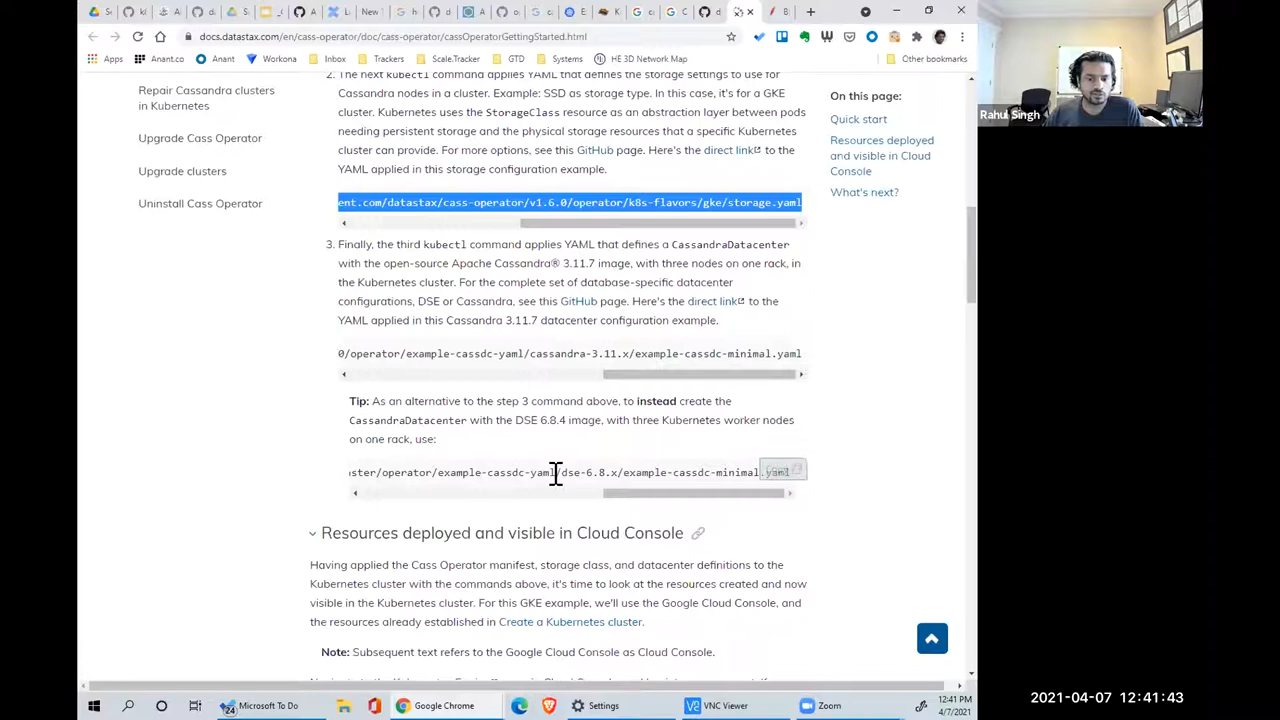 docs.datastax.com/en/cass-operator/doc/cass-operator/cassOperatorGettingStarted.html
Apps
Anant.co
Anant
Workona
Inbox
Trackers
Scale.Tracker
GTD
Systems
HE 3D Network Map
Other bookmarks
Rahul Singh
Repair Cassandra clusters
in Kubernetes
Upgrade Cass Operator
Upgrade clusters
Uninstall Cass Operator
2. The next kubectl command applies YAML that defines the storage settings to use for
Cassandra nodes in a cluster. Example: SSD as storage type. In this case, it's for a GKE
cluster. Kubernetes uses the StorageClass resource as an abstraction layer between pods
needing persistent storage and the physical storage resources that a specific Kubernetes
cluster can provide. For more options, see this GitHub page. Here's the direct link to the
YAML applied in this storage configuration example.
ent.com/datastax/cass-operator/v1.6.0/operator/k8s-flavors/gke/storage.yaml
3. Finally, the third kubectl command applies YAML that defines a CassandraDatacenter
with the open-source Apache Cassandra® 3.11.7 image, with three nodes on one rack, in
the Kubernetes cluster. For the complete set of database-specific datacenter
configurations, DSE or Cassandra, see this GitHub page. Here's the direct link to the
YAML applied in this Cassandra 3.11.7 datacenter configuration example.
0/operator/example-cassdc-yaml/cassandra-3.11.x/example-cassdc-minimal.yaml
Tip: As an alternative to the step 3 command above, to instead create the
CassandraDatacenter with the DSE 6.8.4 image, with three Kubernetes worker nodes
on one rack, use:
ster/operator/example-cassdc-yaml/dse-6.8.x/example-cassdc-minimal.yaml
Resources deployed and visible in Cloud Console
Having applied the Cass Operator manifest, storage class, and datacenter definitions to the
Kubernetes cluster with the commands above, it's time to look at the resources created and now
visible in the Kubernetes cluster. For this GKE example, we'll use the Google Cloud Console, and
the resources already established in Create a Kubernetes cluster.
Note: Subsequent text refers to the Google Cloud Console as Cloud Console.
On this page:
Quick start
Resources deployed
and visible in Cloud
Console
What's next?
24
Microsoft To Do
Google Chrome
Settings
VNC Viewer
Zoom
12:41 PM
4/7/2021
2021-04-07 12:41:43